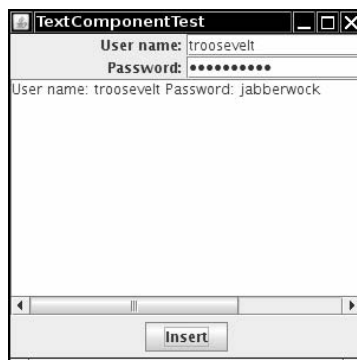 TextComponentTest
User name: troosevelt
Password: ••••••••••
User name: troosevelt Password: jabberwock
Insert